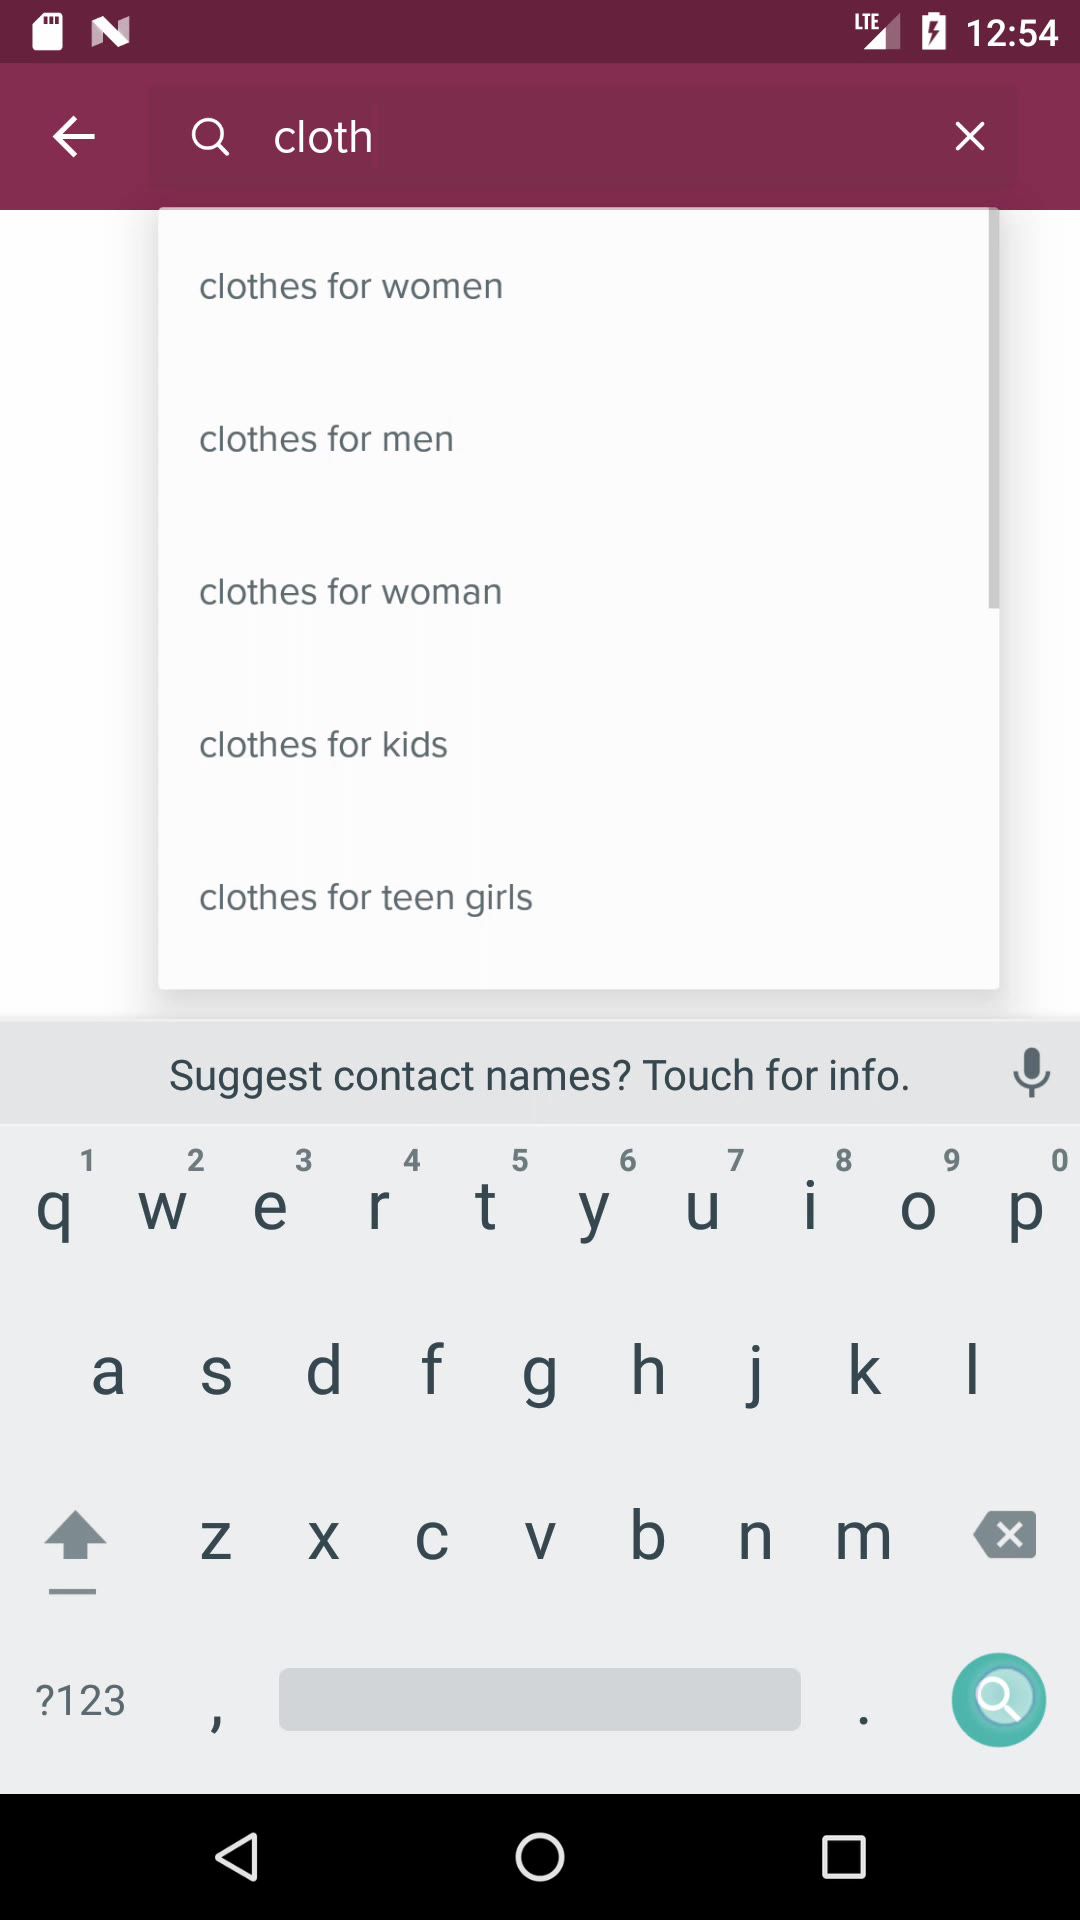 LTE 12:54
cloth
clothes for women
clothes for men
clothes for woman
clothes for kids
clothes for teen girls
Suggest contact names? Touch for info.
1 2 3 4 5 6 7 8 9 0
q w e r t y u i o p
a s d f g h j k l
z x c v b n m
?123 , .